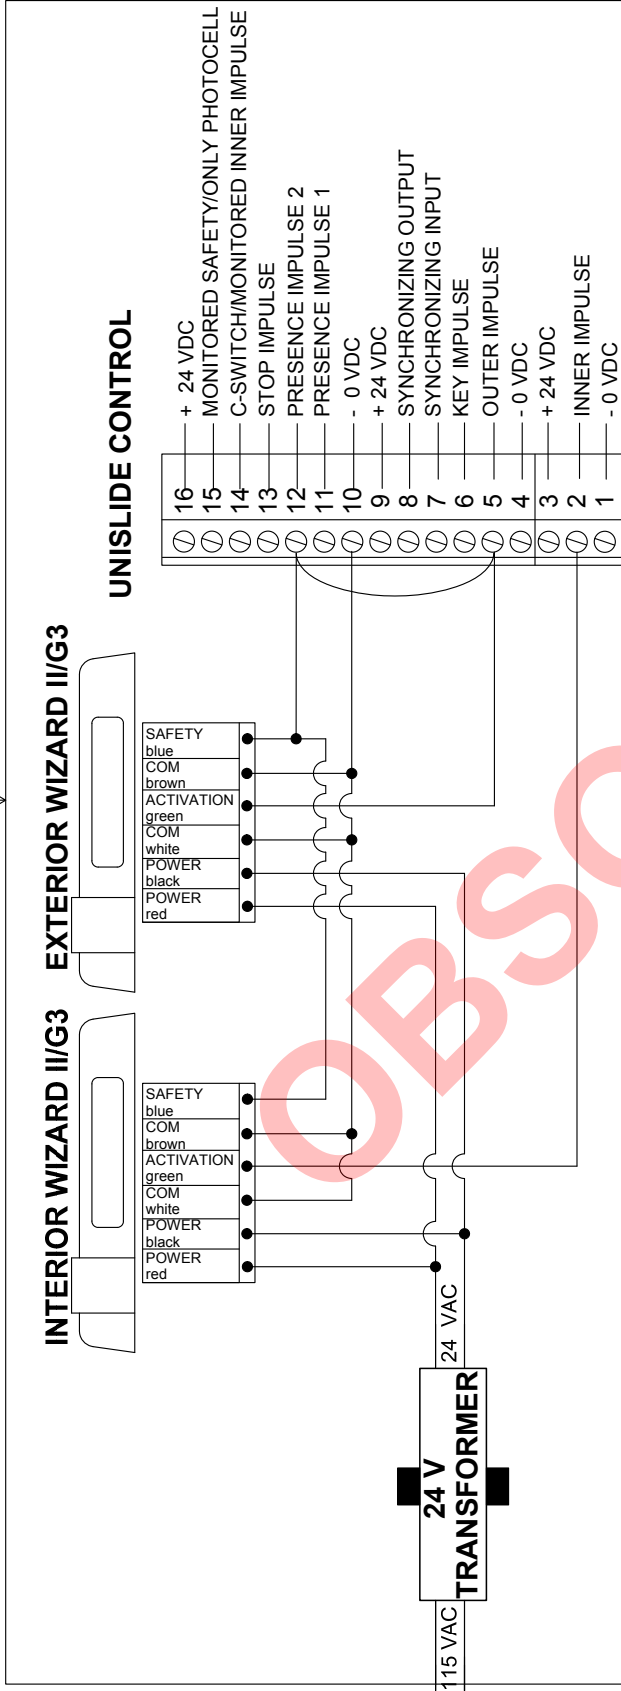 UNISLIDE CONTROL
16 + 24 VDC
15 MONITORED SAFETY/ONLY PHOTOCELL
14 C-SWITCH/MONITORED INNER IMPULSE
13 STOP IMPULSE
12 PRESENCE IMPULSE 2
11 PRESENCE IMPULSE 1
10 - 0 VDC
9 + 24 VDC
8 SYNCHRONIZING OUTPUT
7 SYNCHRONIZING INPUT
6 KEY IMPULSE
5 OUTER IMPULSE
4 - 0 VDC
3 + 24 VDC
2 INNER IMPULSE
1 - 0 VDC
EXTERIOR WIZARD II/G3
SAFETY
blue
COM
brown
ACTIVATION
green
COM
white
POWER
black
POWER
red
INTERIOR WIZARD II/G3
SAFETY
blue
COM
brown
ACTIVATION
green
COM
white
POWER
black
POWER
red
24 VAC
24 V
TRANSFORMER
115 VAC